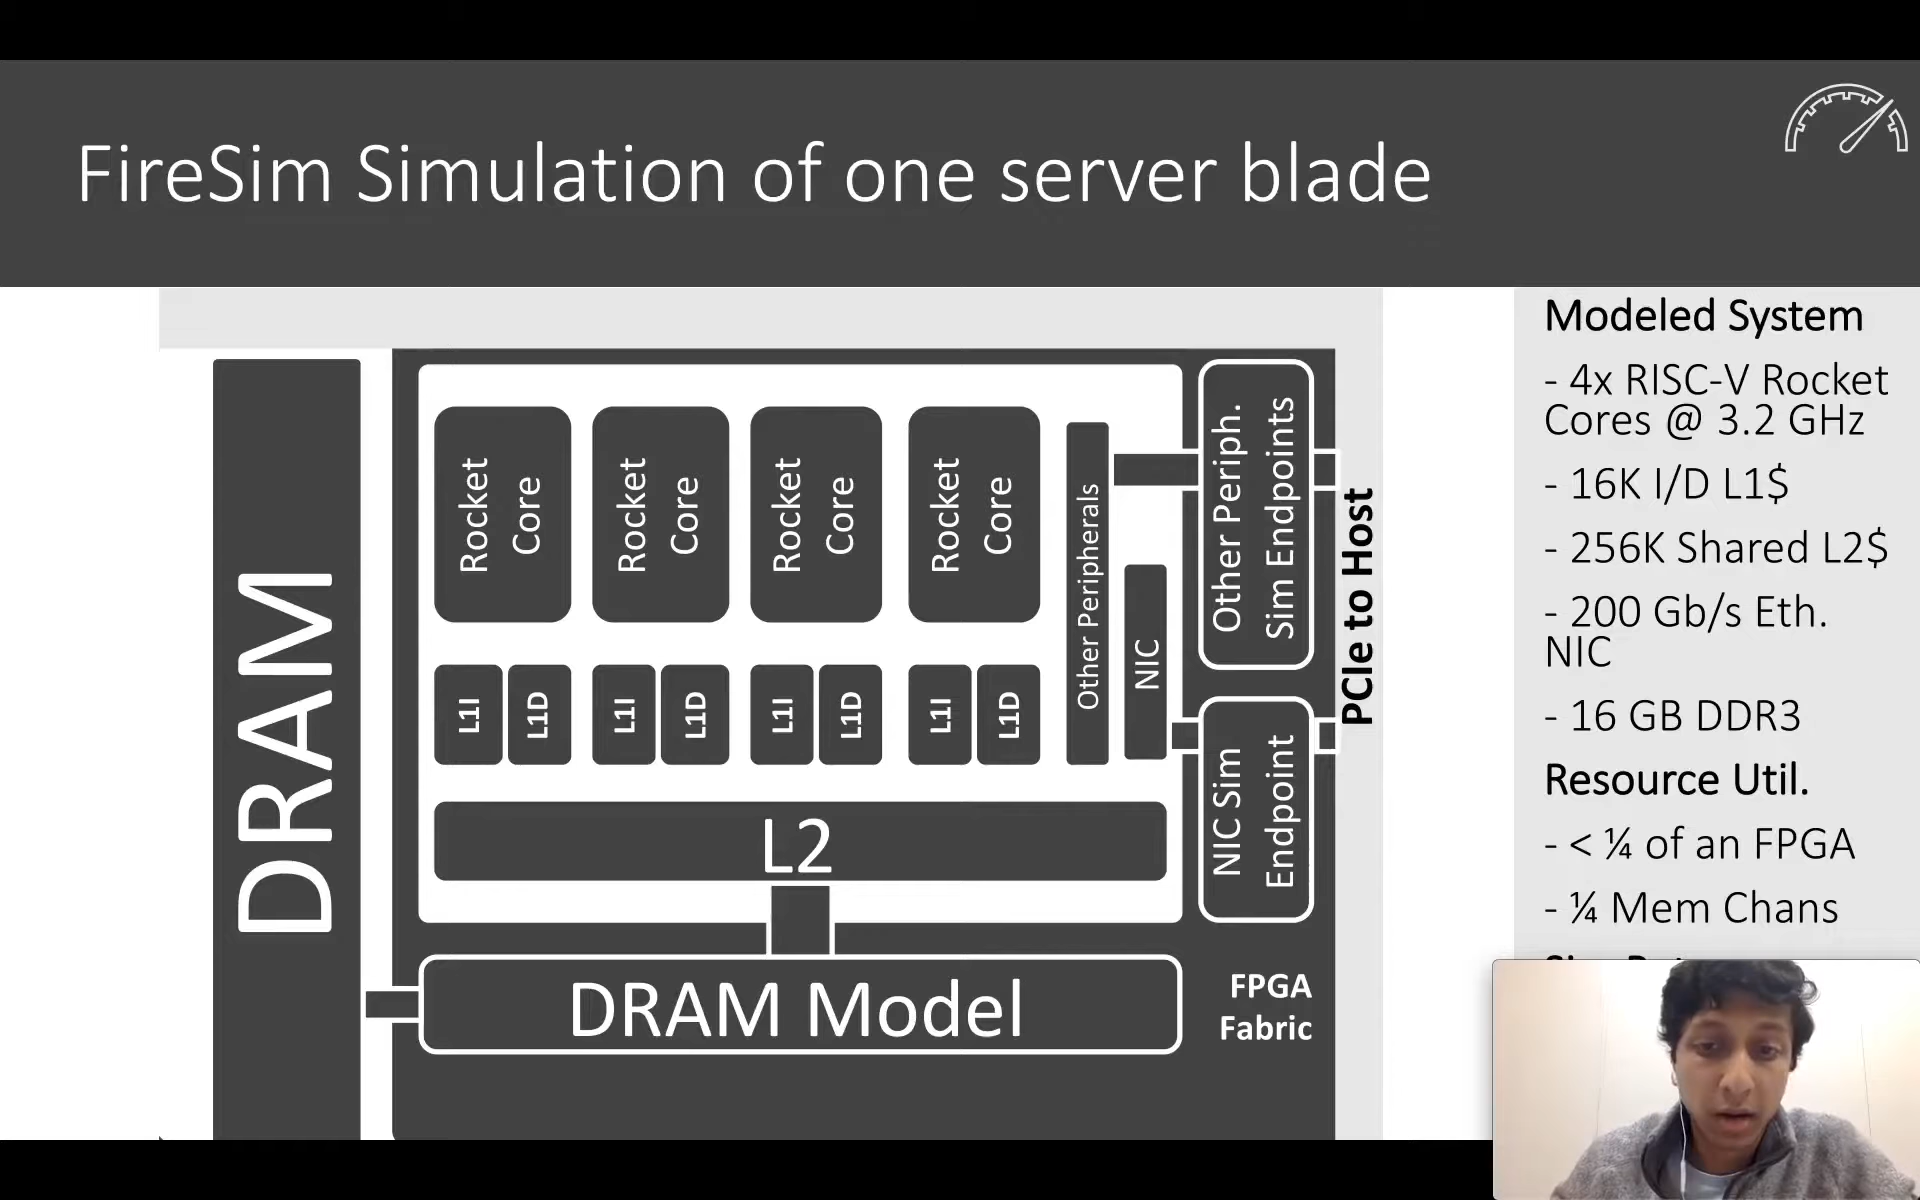 FireSim Simulation of one server blade
DRAM
Rocket
Core
Rocket
Core
Rocket
Core
Rocket
Core
L1I
L1D
L1I
L1D
L1I
L1D
L1I
L1D
Other Peripherals
NIC
L2
DRAM Model
Other Periph.
Sim Endpoints
NIC Sim
Endpoint
FPGA
Fabric
PCIe to Host
Modeled System
- 4x RISC-V Rocket
Cores @ 3.2 GHz
- 16K I/D L1$
- 256K Shared L2$
- 200 Gb/s Eth.
NIC
- 16 GB DDR3
Resource Util.
- < ¼ of an FPGA
- ¼ Mem Chans